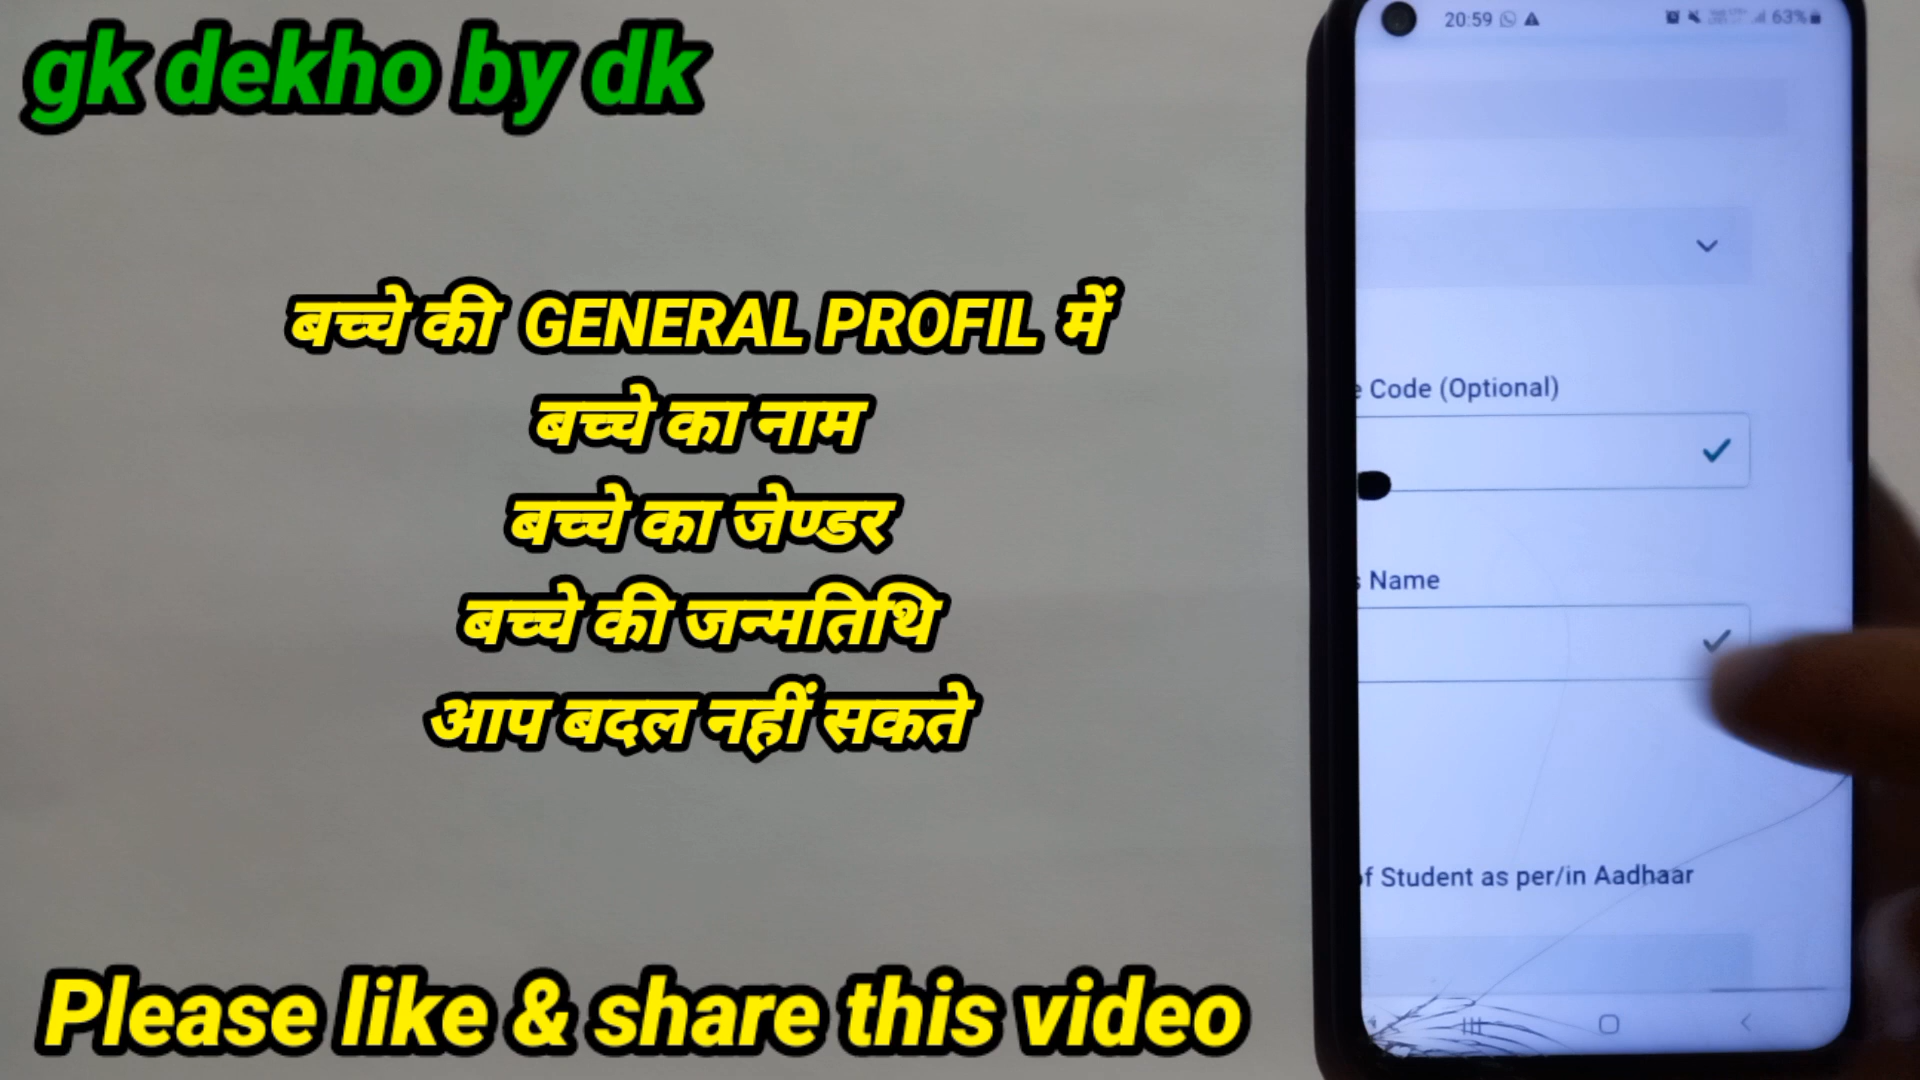 gk dekho by dk
बच्चे की GENERAL PROFIL में
बच्चे का नाम
बच्चे का जेण्डर
बच्चे की जन्मतिथि
आप बदल नहीं सकते
Please like & share this video
20:59
63%
Code (Optional)
Name
of Student as per/in Aadhaar